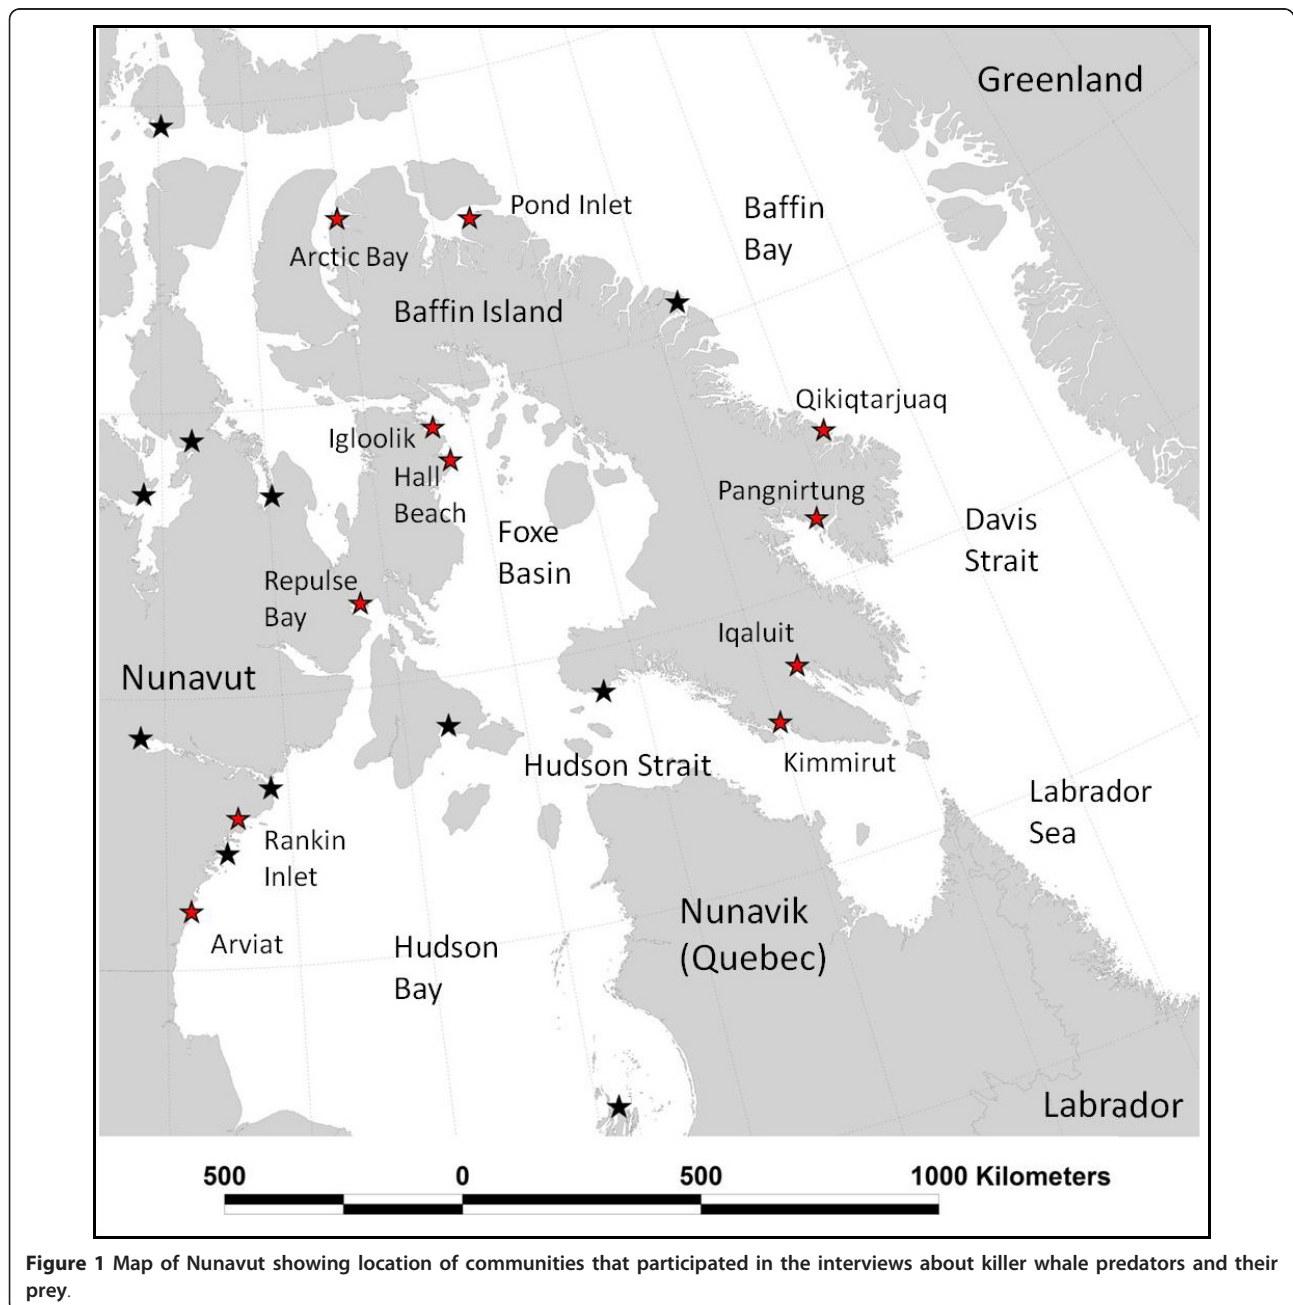 Greenland
Pond Inlet
Baffin
Bay
Arctic Bay
Baffin Island
Qikiqtarjuaq
Igloolik
Hall
Beach
Pangnirtung
Foxe
Basin
Davis
Strait
Repulse
Bay
Iqaluit
Nunavut
Hudson Strait
Kimmirut
Labrador
Sea
Rankin
Inlet
Nunavik
(Quebec)
Arviat
Hudson
Bay
Labrador
500 0 500 1000 Kilometers
Figure 1 Map of Nunavut showing location of communities that participated in the interviews about killer whale predators and their
prey.